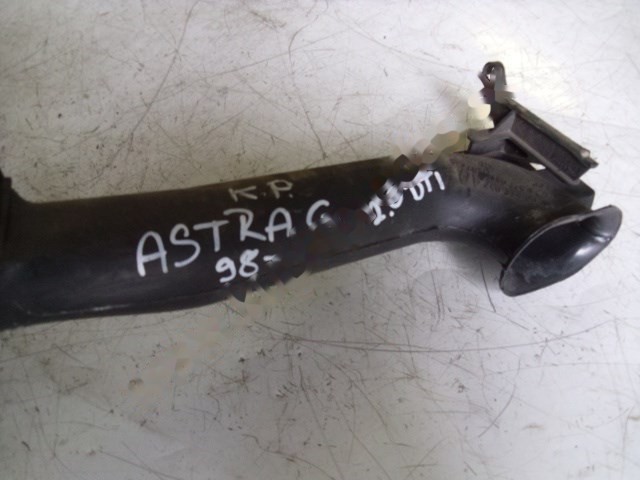 K.P.
ASTRA G DTI
98-